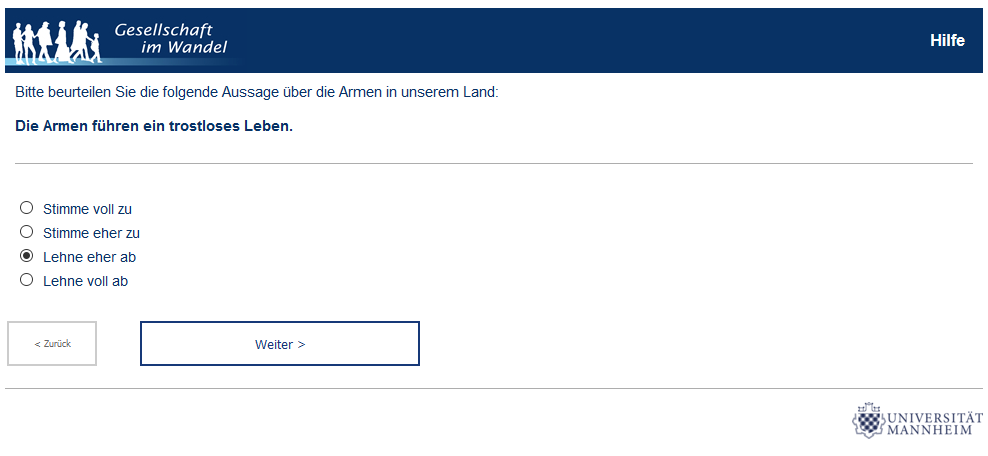 Gesellschaft
im Wandel
Hilfe
Bitte beurteilen Sie die folgende Aussage über die Armen in unserem Land:
Die Armen führen ein trostloses Leben.
Stimme voll zu
Stimme eher zu
Lehne eher ab
Lehne voll ab
< Zurück
Weiter >
UNIVERSITÄT
MANNHEIM